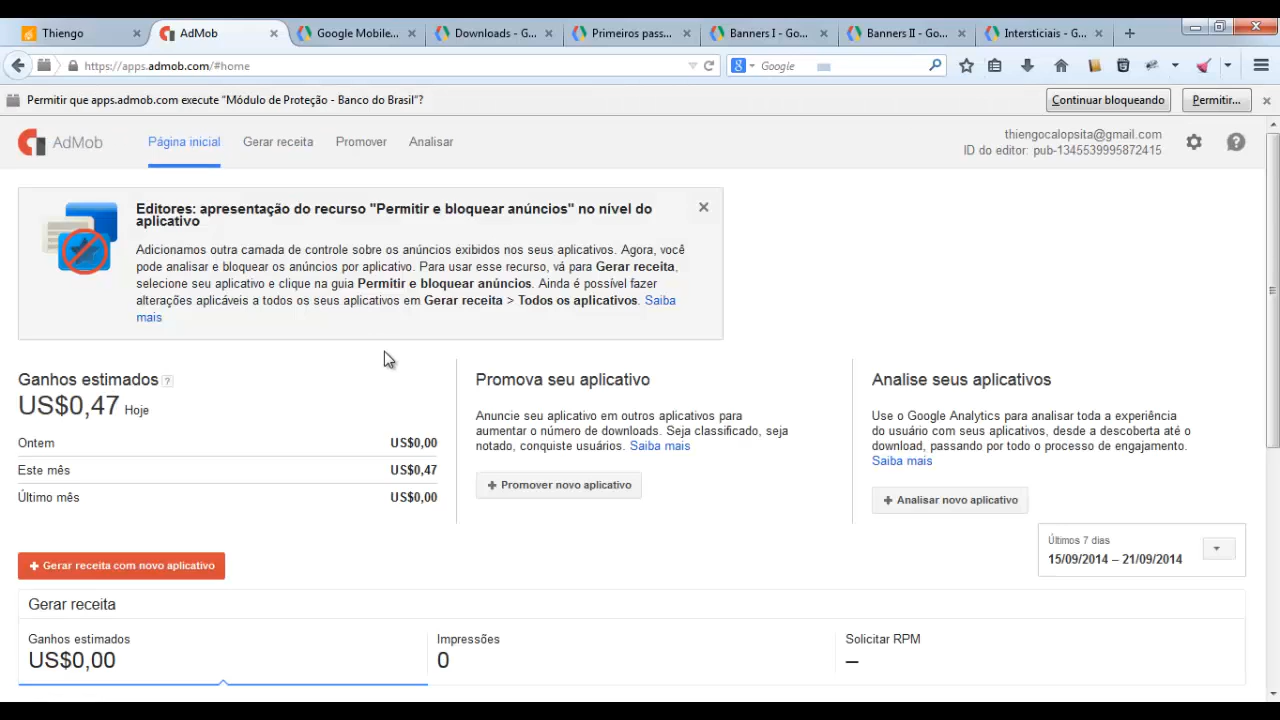 Thiengo
AdMob
Google Mobile...
Downloads - ...
Primeiros pass...
Banners I - Go...
Banners II - Go...
Intersticiais - G...
https://apps.admob.com/#home
Google
Permitir que apps.admob.com execute "Módulo de Proteção - Banco do Brasil"?
Continuar bloqueando
Permitir...
AdMob
Página inicial
Gerar receita
Promover
Analisar
thiengocalopsita@gmail.com
ID do editor: pub-1345539995872415
Editores: apresentação do recurso "Permitir e bloquear anúncios" no nível do
aplicativo
Adicionamos outra camada de controle sobre os anúncios exibidos nos seus aplicativos. Agora, você
pode analisar e bloquear os anúncios por aplicativo. Para usar esse recurso, vá para Gerar receita,
selecione seu aplicativo e clique na guia Permitir e bloquear anúncios. Ainda é possível fazer
alterações aplicáveis a todos os seus aplicativos em Gerar receita > Todos os aplicativos. Saiba
mais
Ganhos estimados ?
US$0,47 Hoje
Ontem US$0,00
Este mês US$0,47
Último mês US$0,00
Promova seu aplicativo
Anuncie seu aplicativo em outros aplicativos para
aumentar o número de downloads. Seja classificado, seja
notado, conquiste usuários. Saiba mais
+ Promover novo aplicativo
Analise seus aplicativos
Use o Google Analytics para analisar toda a experiência
do usuário com seus aplicativos, desde a descoberta até o
download, passando por todo o processo de engajamento.
Saiba mais
+ Analisar novo aplicativo
Últimos 7 dias
15/09/2014 – 21/09/2014
+ Gerar receita com novo aplicativo
Gerar receita
Ganhos estimados
US$0,00
Impressões
0
Solicitar RPM
–